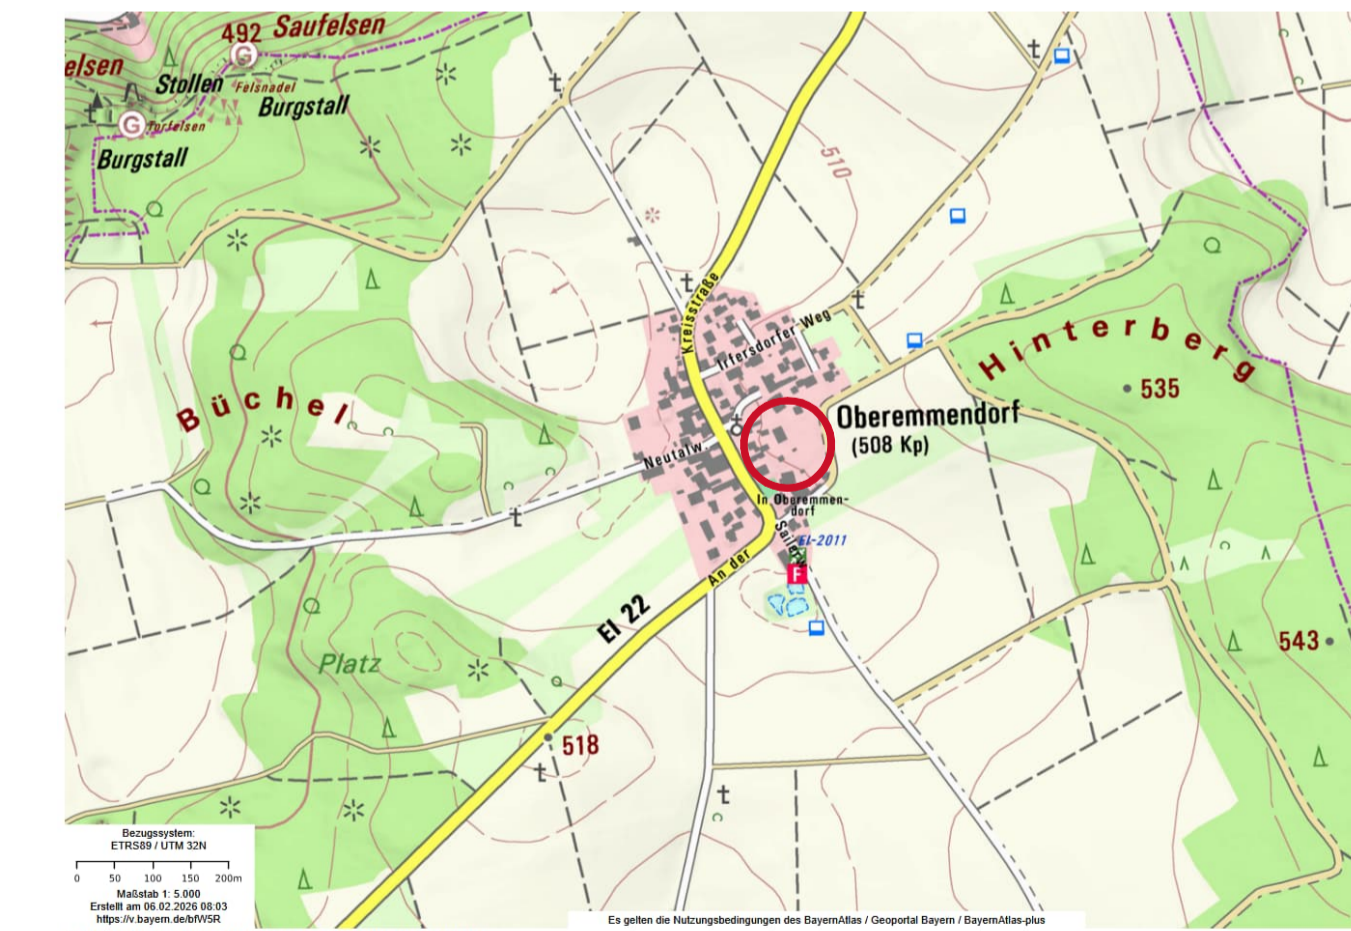 492 Saufelsen
elsen
Stollen
Felsnadel
Burgstall
G
G
Torfelsen
Burgstall
510
Kreisstraße
Irfersdorfer-Weg
Hinterberg
535
Büchel
Oberemmendorf
(508 Kp)
Neutalw.
In Oberemmen-
dorf
Sailerw.
EI-2011
F
An der
EI 22
Platz
543
518
Bezugssystem:
ETRS89 / UTM 32N
0 50 100 150 200m
Maßstab 1: 5.000
Erstellt am 06.02.2026 08:03
https://v.bayern.de/bfW5R
Es gelten die Nutzungsbedingungen des BayernAtlas / Geoportal Bayern / BayernAtlas-plus